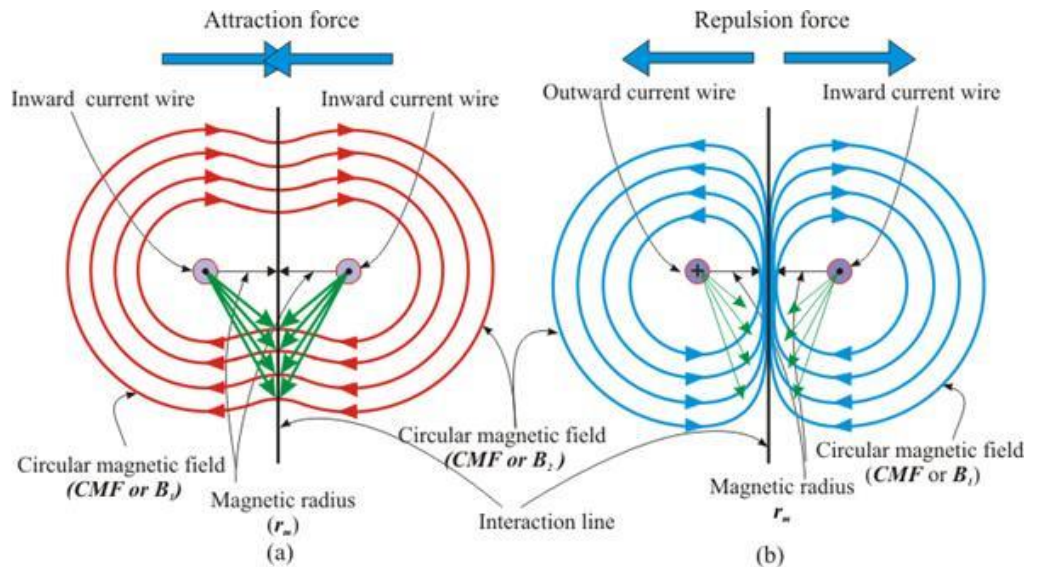 Attraction force
Inward current wire
Inward current wire
Circular magnetic field
(CMF or B₁)
Magnetic radius
(rₘ)
(a)
Circular magnetic field
(CMF or B₂ )
Interaction line
Repulsion force
Outward current wire
Inward current wire
+
Magnetic radius
rₘ
Circular magnetic field
(CMF or B₁)
(b)